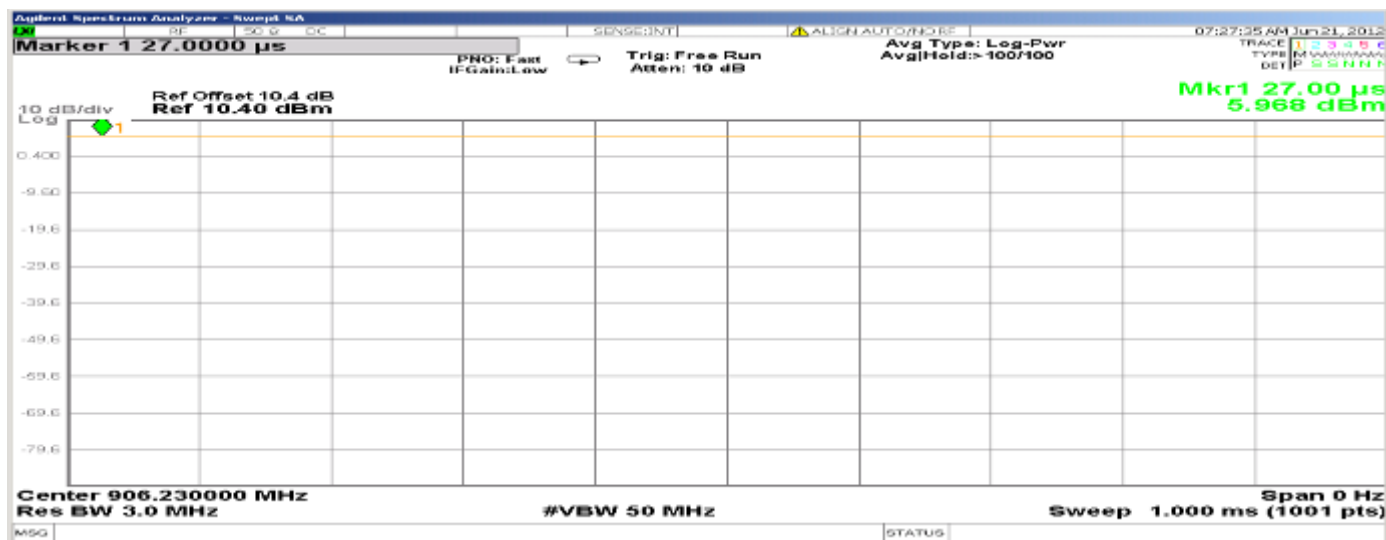 Agilent Spectrum Analyzer - Swept SA
RF 50 Ω DC SENSE:INT ALIGN AUTO/NO RF 07:27:35 AM Jun 21, 2012
Marker 1 27.0000 µs
PNO: Fast
IFGain:Low
Trig: Free Run
Atten: 10 dB
Avg Type: Log-Pwr
Avg|Hold:>100/100
TRACE 1 2 3 4 5 6
TYPE M
DET P S S N N N
Mkr1 27.00 µs
5.968 dBm
Ref Offset 10.4 dB
10 dB/div Ref 10.40 dBm
Log
1
0.400
-9.60
-19.6
-29.6
-39.6
-49.6
-59.6
-69.6
-79.6
Center 906.230000 MHz Span 0 Hz
Res BW 3.0 MHz #VBW 50 MHz Sweep 1.000 ms (1001 pts)
MSG STATUS